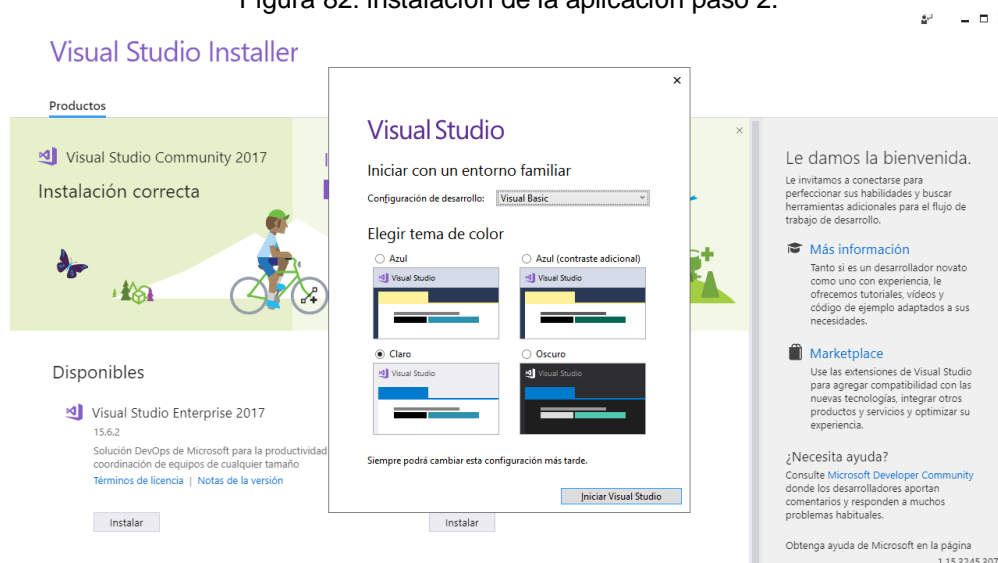 Figura 82. Instalación de la aplicación paso 2.
Visual Studio Installer
Productos
Visual Studio Community 2017
Instalación correcta
Disponibles
Visual Studio Enterprise 2017
15.6.2
Solución DevOps de Microsoft para la productividad
coordinación de equipos de cualquier tamaño
Términos de licencia | Notas de la versión
Instalar
Instalar
Visual Studio
Iniciar con un entorno familiar
Configuración de desarrollo: Visual Basic
Elegir tema de color
Azul
Azul (contraste adicional)
Visual Studio
Visual Studio
Claro
Oscuro
Visual Studio
Visual Studio
Siempre podrá cambiar esta configuración más tarde.
Iniciar Visual Studio
Le damos la bienvenida.
Le invitamos a conectarse para
perfeccionar sus habilidades y buscar
herramientas adicionales para el flujo de
trabajo de desarrollo.
Más información
Tanto si es un desarrollador novato
como uno con experiencia, le
ofrecemos tutoriales, vídeos y
código de ejemplo adaptados a sus
necesidades.
Marketplace
Use las extensiones de Visual Studio
para agregar compatibilidad con las
nuevas tecnologías, integrar otros
productos y servicios y optimizar su
experiencia.
¿Necesita ayuda?
Consulte Microsoft Developer Community
donde los desarrolladores aportan
comentarios y responden a muchos
problemas habituales.
Obtenga ayuda de Microsoft en la página
1.15.3245.307